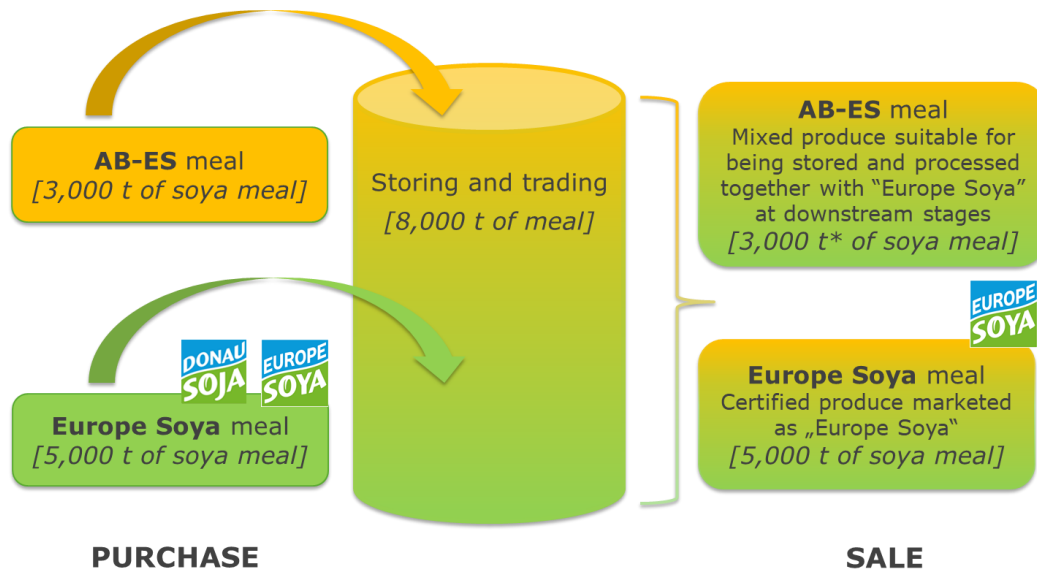 AB-ES meal
[3,000 t of soya meal]
DONAU
SOJA
EUROPE
SOYA
Europe Soya meal
[5,000 t of soya meal]
PURCHASE
Storing and trading
[8,000 t of meal]
AB-ES meal
Mixed produce suitable for
being stored and processed
together with “Europe Soya”
at downstream stages
[3,000 t* of soya meal]
EUROPE
SOYA
Europe Soya meal
Certified produce marketed
as „Europe Soya“
[5,000 t of soya meal]
SALE